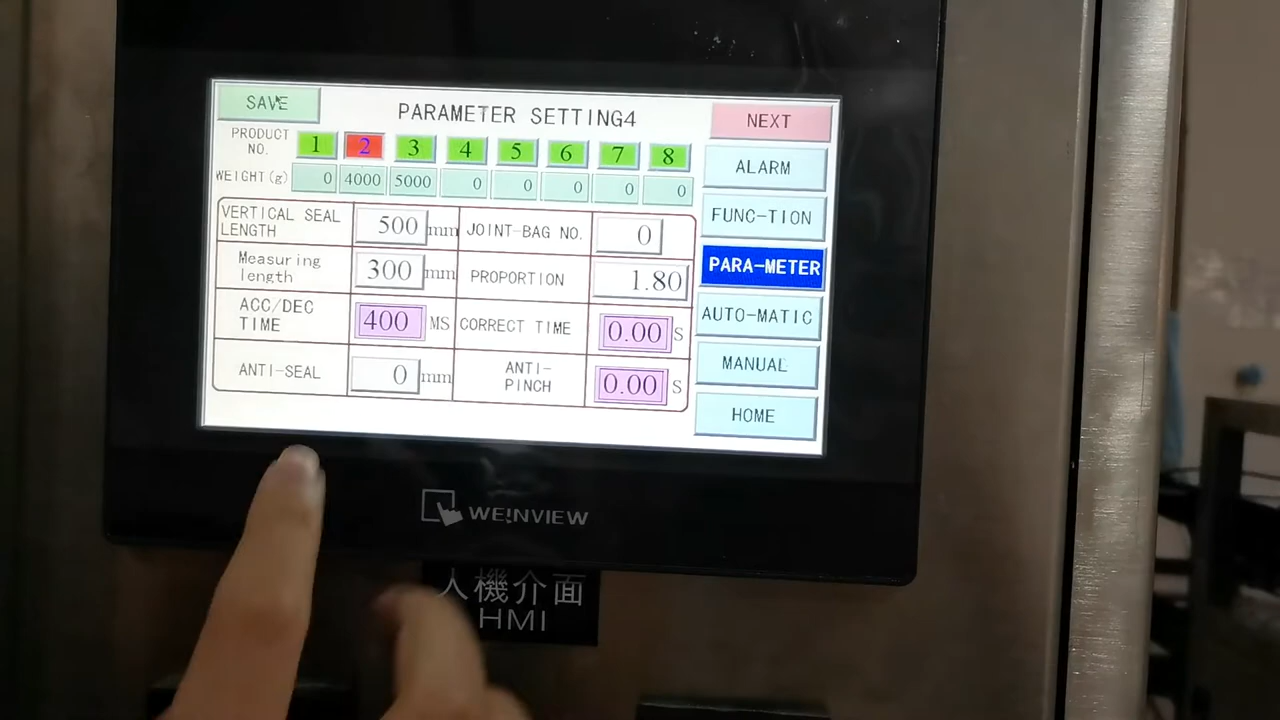 SAVE
PARAMETER SETTING4
NEXT
PRODUCT
NO.
1 2 3 4 5 6 7 8
ALARM
WEIGHT(g) 0 4000 5000 0 0 0 0 0
FUNC-TION
VERTICAL SEAL
LENGTH
500 mm
JOINT-BAG NO. 0
PARA-METER
Measuring
length
300 mm
PROPORTION 1.80
AUTO-MATIC
ACC/DEC
TIME
400 MS
CORRECT TIME 0.00 S
MANUAL
ANTI-SEAL 0 mm
ANTI-
PINCH
0.00 S
HOME
WEINVIEW
人機介面
HMI